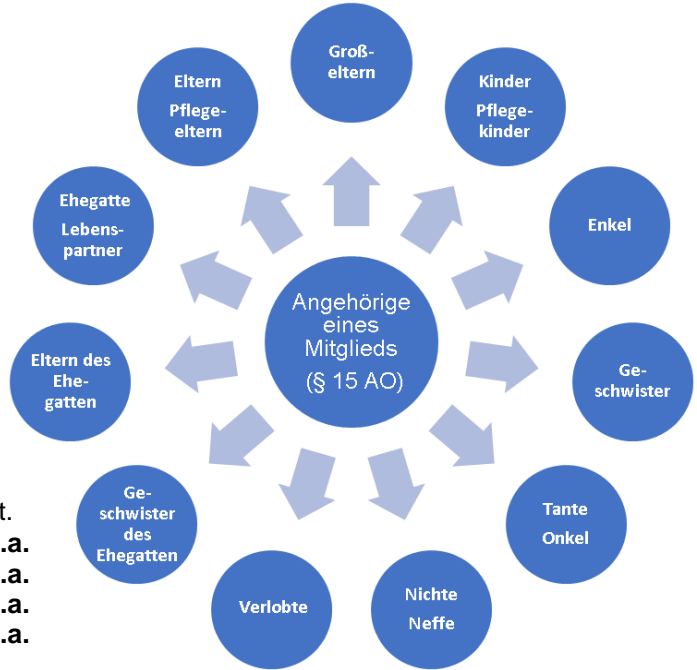 Groß-
eltern
Kinder
Pflege-
kinder
Enkel
Ge-
schwister
Tante
Onkel
Nichte
Neffe
Verlobte
Ge-
schwister
des
Ehegatten
Eltern des
Ehe-
gatten
Ehegatte
Lebens-
partner
Eltern
Pflege-
eltern
Angehörige
eines
Mitglieds
(§ 15 AO)
t.
.a.
.a.
.a.
.a.